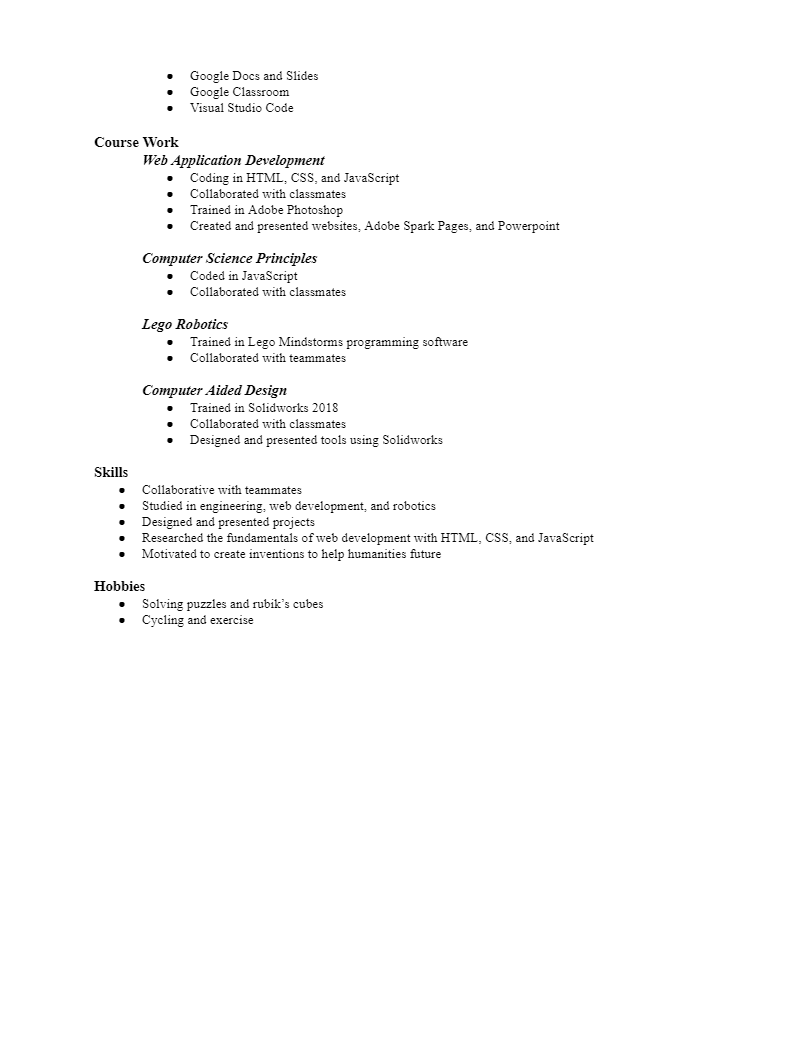 ● Google Docs and Slides
● Google Classroom
● Visual Studio Code
Course Work
Web Application Development
● Coding in HTML, CSS, and JavaScript
● Collaborated with classmates
● Trained in Adobe Photoshop
● Created and presented websites, Adobe Spark Pages, and Powerpoint
Computer Science Principles
● Coded in JavaScript
● Collaborated with classmates
Lego Robotics
● Trained in Lego Mindstorms programming software
● Collaborated with teammates
Computer Aided Design
● Trained in Solidworks 2018
● Collaborated with classmates
● Designed and presented tools using Solidworks
Skills
● Collaborative with teammates
● Studied in engineering, web development, and robotics
● Designed and presented projects
● Researched the fundamentals of web development with HTML, CSS, and JavaScript
● Motivated to create inventions to help humanities future
Hobbies
● Solving puzzles and rubik’s cubes
● Cycling and exercise